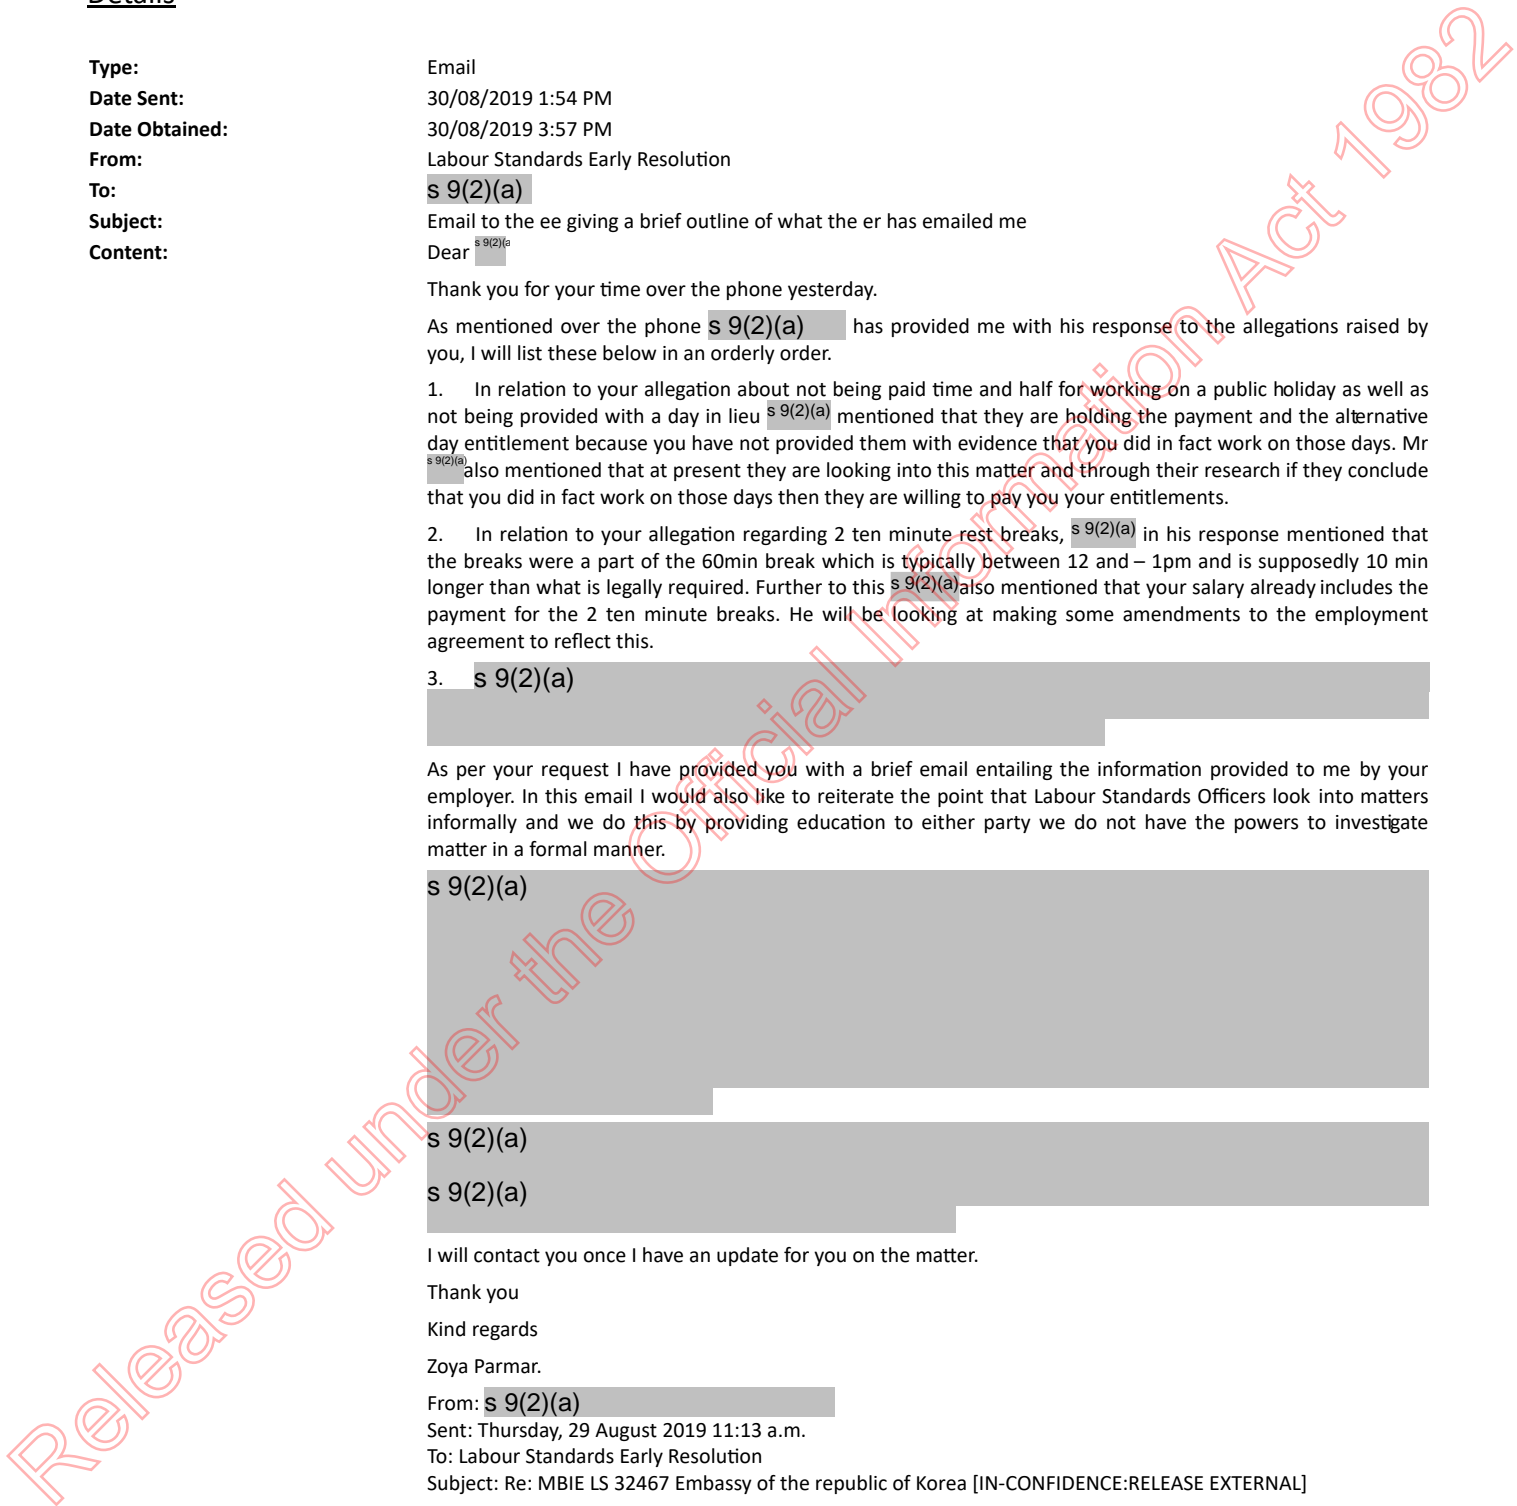 Details
Type: Email
Date Sent: 30/08/2019 1:54 PM
Date Obtained: 30/08/2019 3:57 PM
From: Labour Standards Early Resolution
To: s 9(2)(a)
Subject: Email to the ee giving a brief outline of what the er has emailed me
Content: Dear s 9(2)(a
Thank you for your time over the phone yesterday.
As mentioned over the phone s 9(2)(a) has provided me with his response to the allegations raised by
you, I will list these below in an orderly order.
1. In relation to your allegation about not being paid time and half for working on a public holiday as well as
not being provided with a day in lieu s 9(2)(a) mentioned that they are holding the payment and the alternative
day entitlement because you have not provided them with evidence that you did in fact work on those days. Mr
s 9(2)(a) also mentioned that at present they are looking into this matter and through their research if they conclude
that you did in fact work on those days then they are willing to pay you your entitlements.
2. In relation to your allegation regarding 2 ten minute rest breaks, s 9(2)(a) in his response mentioned that
the breaks were a part of the 60min break which is typically between 12 and – 1pm and is supposedly 10 min
longer than what is legally required. Further to this s 9(2)(a) also mentioned that your salary already includes the
payment for the 2 ten minute breaks. He will be looking at making some amendments to the employment
agreement to reflect this.
3. s 9(2)(a)
As per your request I have provided you with a brief email entailing the information provided to me by your
employer. In this email I would also like to reiterate the point that Labour Standards Officers look into matters
informally and we do this by providing education to either party we do not have the powers to investigate
matter in a formal manner.
s 9(2)(a)
s 9(2)(a)
s 9(2)(a)
I will contact you once I have an update for you on the matter.
Thank you
Kind regards
Zoya Parmar.
From: s 9(2)(a)
Sent: Thursday, 29 August 2019 11:13 a.m.
To: Labour Standards Early Resolution
Subject: Re: MBIE LS 32467 Embassy of the republic of Korea [IN-CONFIDENCE:RELEASE EXTERNAL]
Released under the Official Information Act 1982